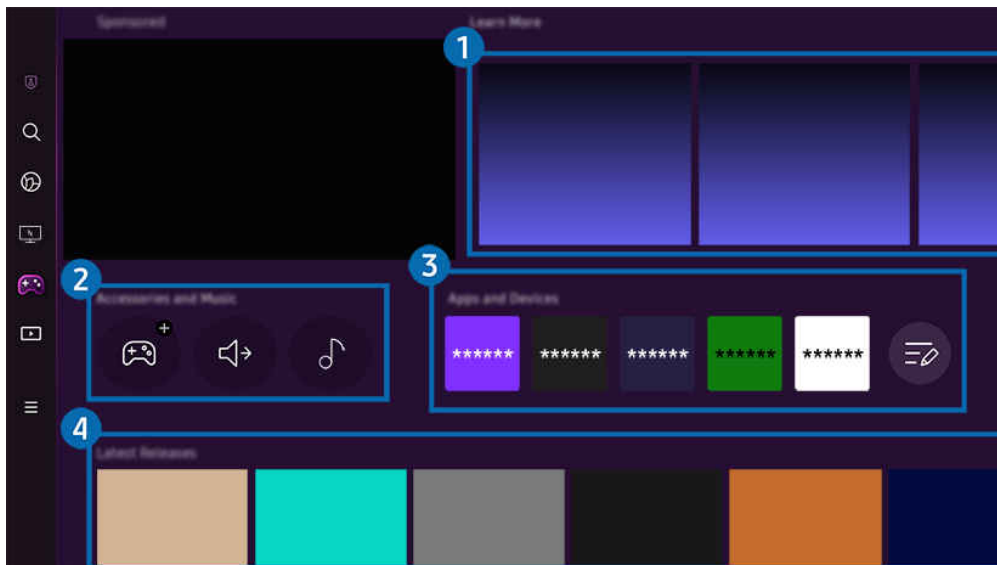 Sponsored
Learn More
1
2
3
Accessories and Music
Apps and Devices
******
******
******
******
******
4
Latest Releases